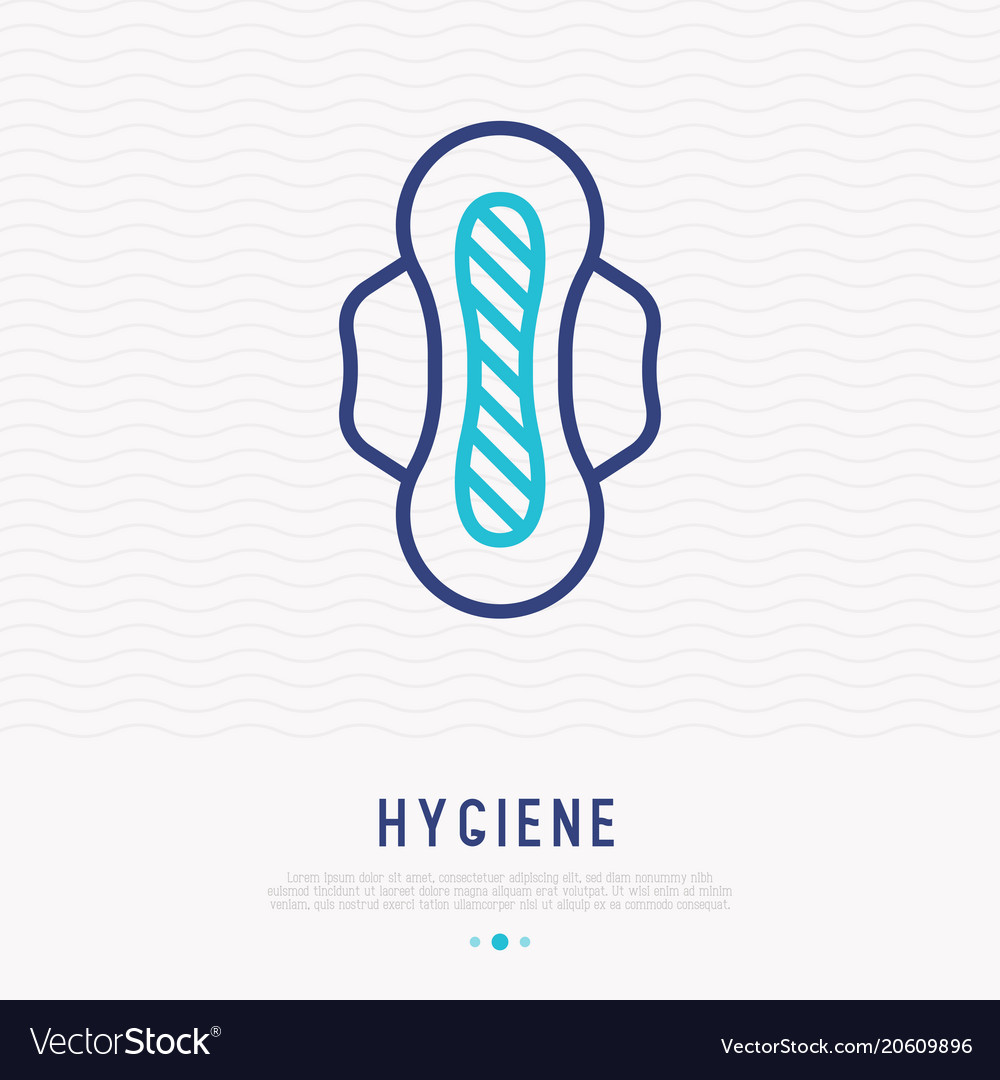 HYGIENE
Lorem ipsum dolor sit amet, consectetuer adipiscing elit, sed diam nonummy nibh
euismod tincidunt ut laoreet dolore magna aliquam erat volutpat. Ut wisi enim ad minim
veniam, quis nostrud exerci tation ullamcorper nisl ut aliquip ex ea commodo consequat.
VectorStock®
VectorStock.com/20609896